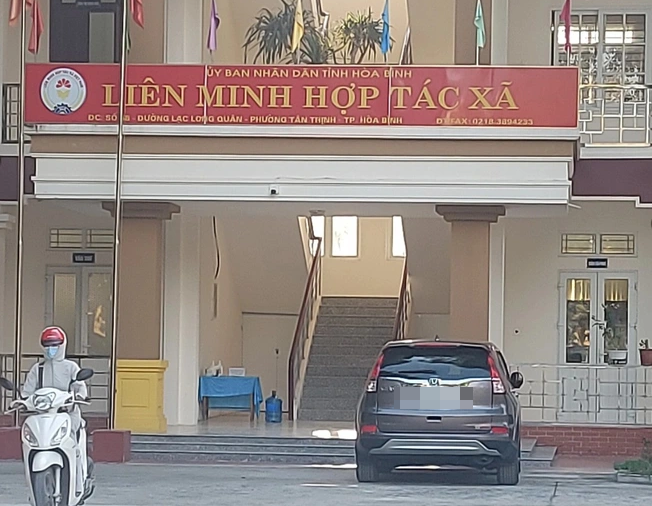 ỦY BAN NHÂN DÂN TỈNH HÒA BÌNH
LIÊN MINH HỢP TÁC XÃ
ĐC: SỐ - ĐƯỜNG LẠC LONG QUÂN - PHƯỜNG TÂN THỊNH - TP. HÒA BÌNH ĐT/FAX: 0218.3894233